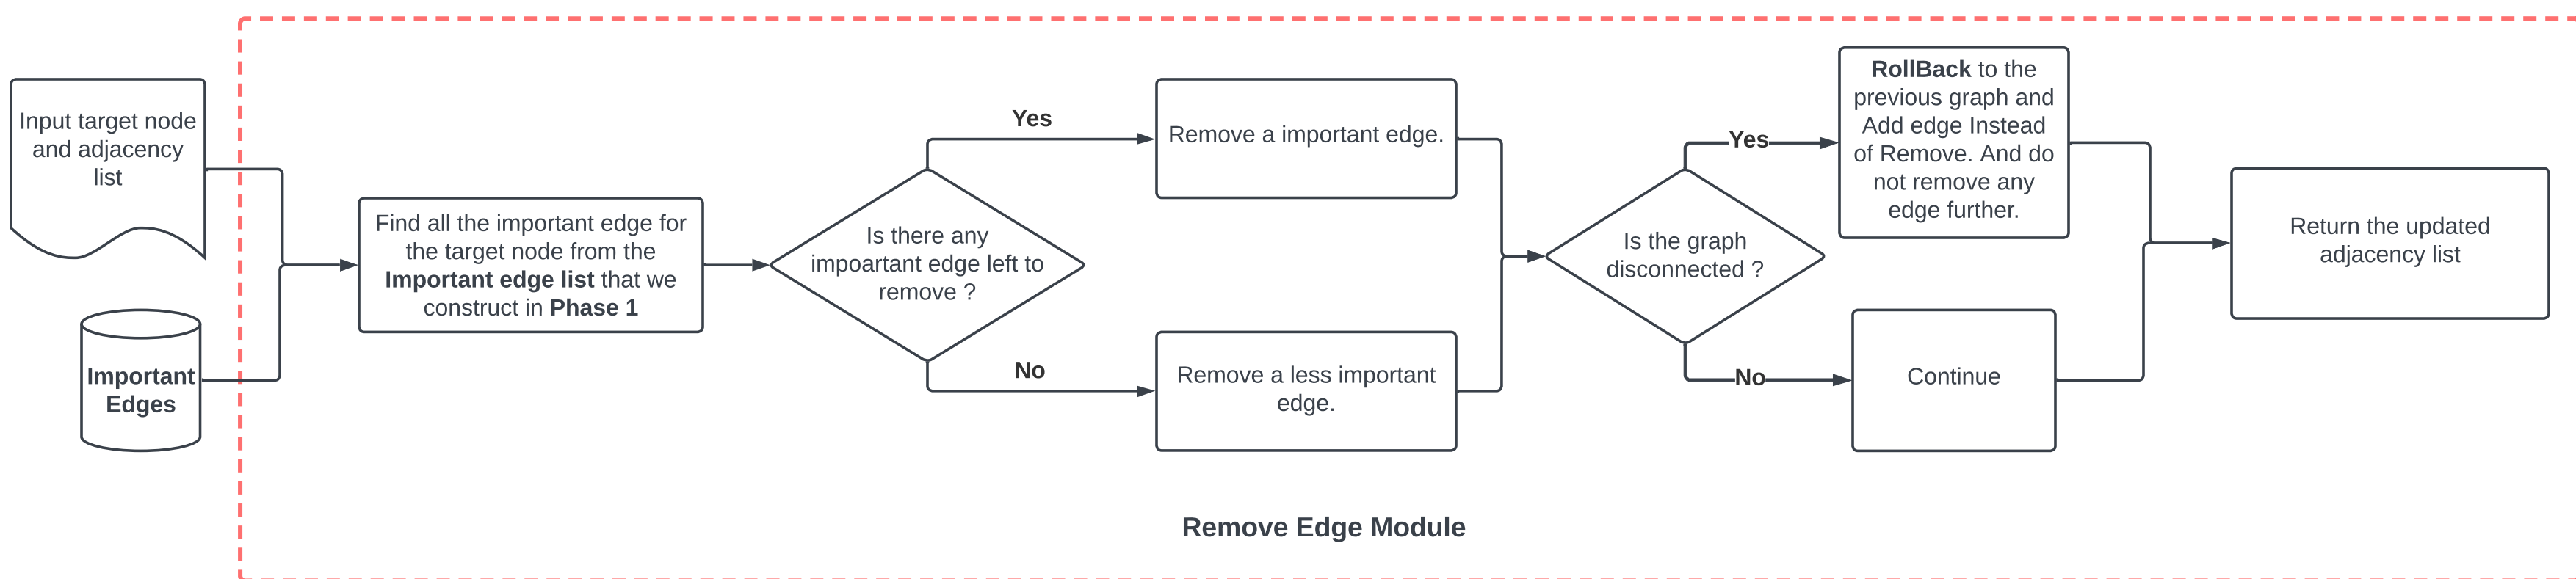 Input target node
and adjacency
list
Important
Edges
Find all the important edge for
the target node from the
Important edge list that we
construct in Phase 1
Is there any
impoartant edge left to
remove ?
Yes
No
Remove a important edge.
Remove a less important
edge.
Is the graph
disconnected ?
Yes
No
RollBack to the
previous graph and
Add edge Instead
of Remove. And do
not remove any
edge further.
Continue
Return the updated
adjacency list
Remove Edge Module